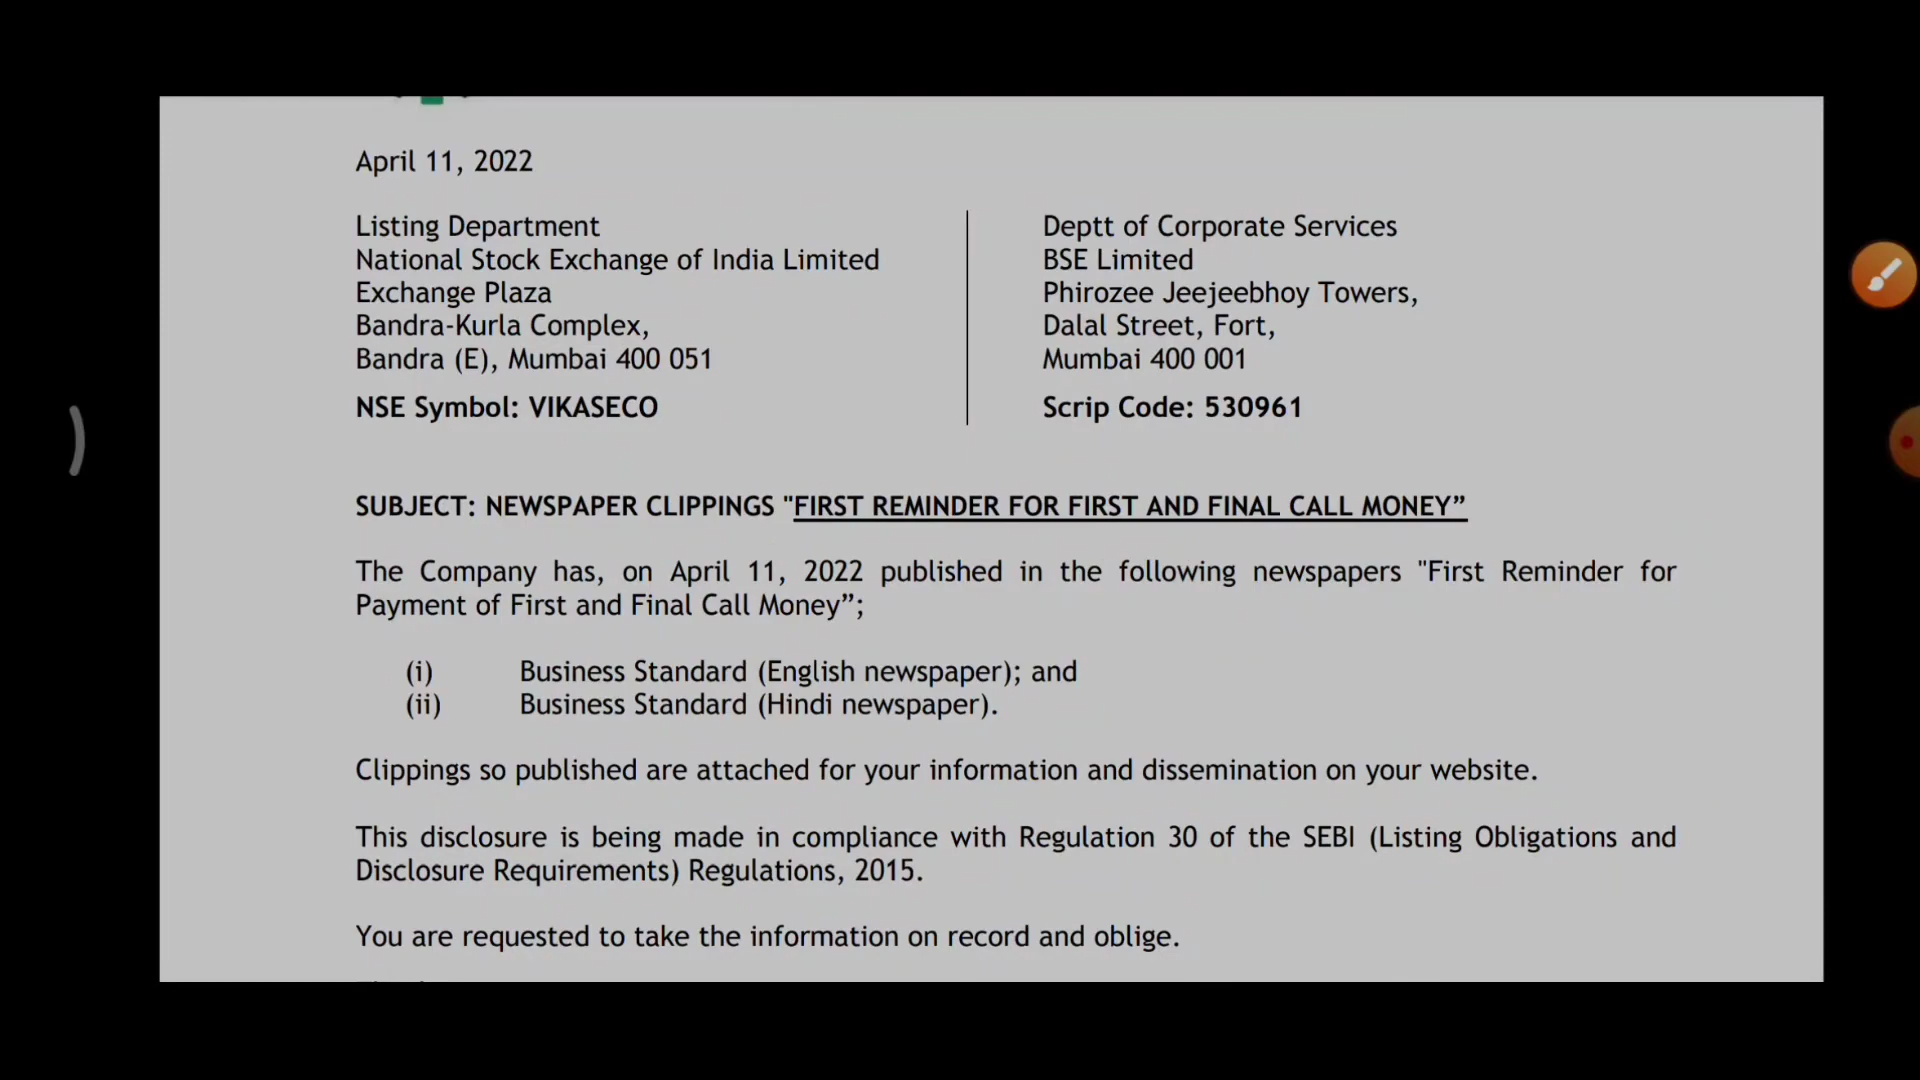 April 11, 2022
Listing Department
National Stock Exchange of India Limited
Exchange Plaza
Bandra-Kurla Complex,
Bandra (E), Mumbai 400 051
NSE Symbol: VIKASECO
Deptt of Corporate Services
BSE Limited
Phirozee Jeejeebhoy Towers,
Dalal Street, Fort,
Mumbai 400 001
Scrip Code: 530961
SUBJECT: NEWSPAPER CLIPPINGS "FIRST REMINDER FOR FIRST AND FINAL CALL MONEY”
The Company has, on April 11, 2022 published in the following newspapers "First Reminder for
Payment of First and Final Call Money”;
(i) Business Standard (English newspaper); and
(ii) Business Standard (Hindi newspaper).
Clippings so published are attached for your information and dissemination on your website.
This disclosure is being made in compliance with Regulation 30 of the SEBI (Listing Obligations and
Disclosure Requirements) Regulations, 2015.
You are requested to take the information on record and oblige.